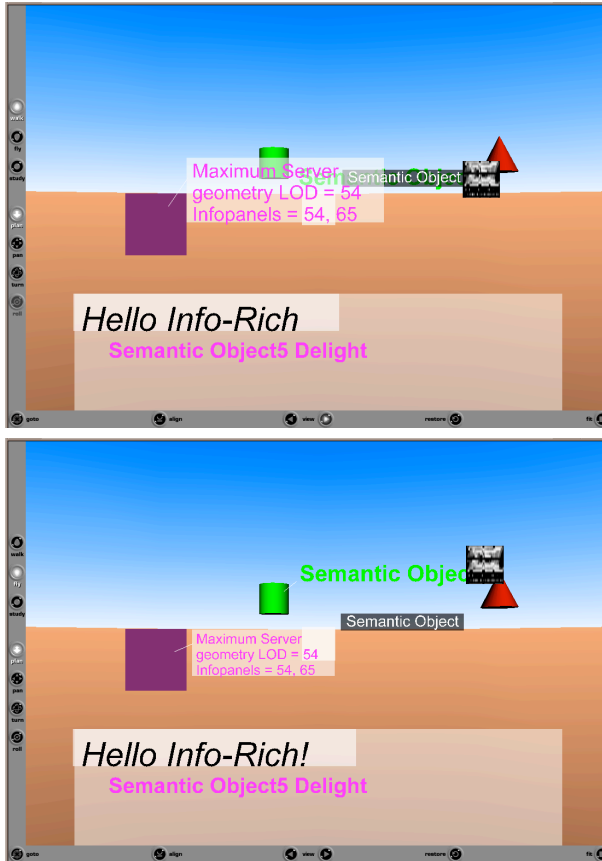 walk
fly
study
plan
pan
turn
roll
Maximum Server
geometry LOD = 54
Infopanels = 54, 65
Semantic Object
Hello Info-Rich
Semantic Object5 Delight
goto
align
view
restore
fit
walk
fly
study
plan
pan
turn
roll
Semantic Objec
Semantic Object
Maximum Server
geometry LOD = 54
Infopanels = 54, 65
Hello Info-Rich!
Semantic Object5 Delight
goto
align
view
restore
fit